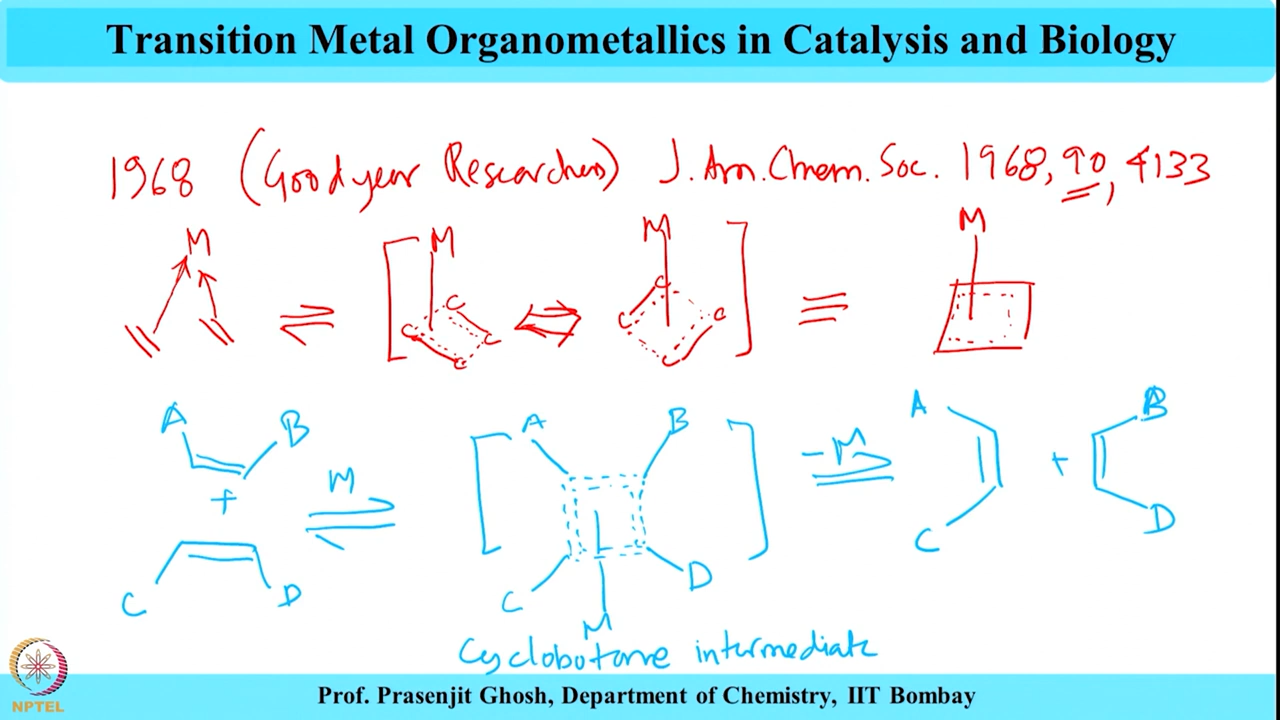 Transition Metal Organometallics in Catalysis and Biology
1968 (Goodyear Researchers) J. Am. Chem. Soc. 1968, 90, 4133
M M M M
C C C C C C C C
A B A B A B
+ M -M +
C D C D C D
M
Cyclobutane intermediate
NPTEL
Prof. Prasenjit Ghosh, Department of Chemistry, IIT Bombay